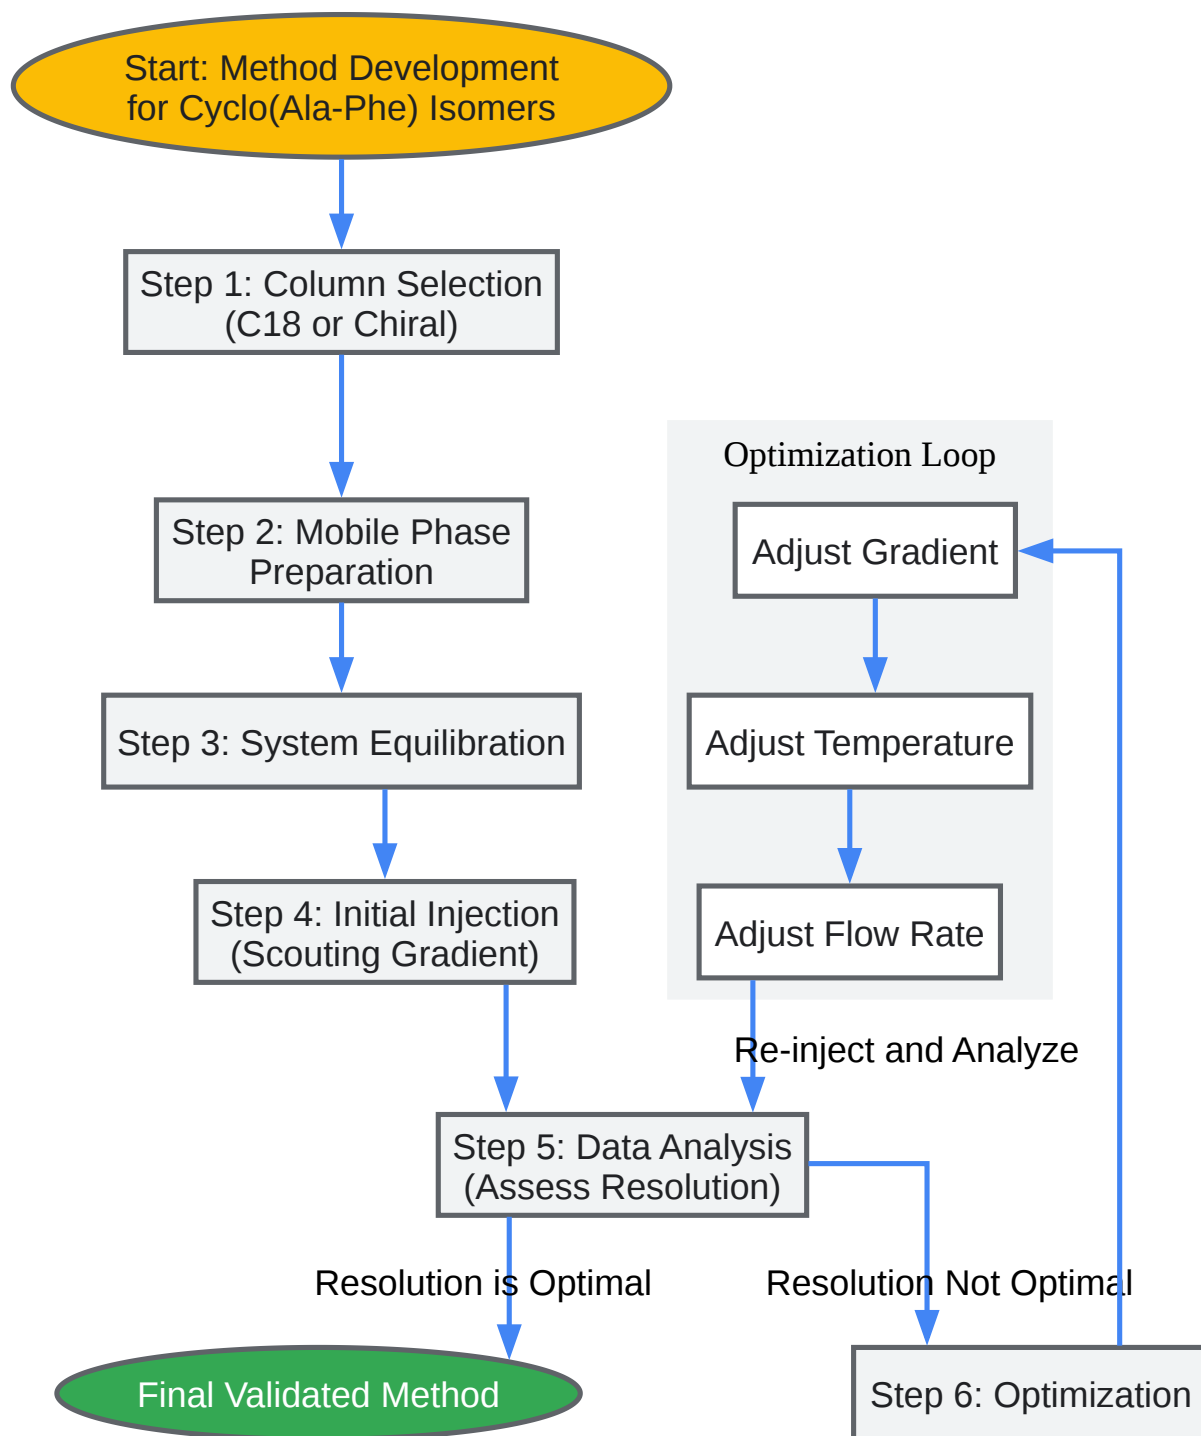 Start: Method Development
for Cyclo(Ala-Phe) Isomers
Step 1: Column Selection
(C18 or Chiral)
Step 2: Mobile Phase
Preparation
Step 3: System Equilibration
Step 4: Initial Injection
(Scouting Gradient)
Optimization Loop
Adjust Gradient
Adjust Temperature
Adjust Flow Rate
Re-inject and Analyze
Step 5: Data Analysis
(Assess Resolution)
Resolution is Optimal
Resolution Not Optimal
Final Validated Method
Step 6: Optimization